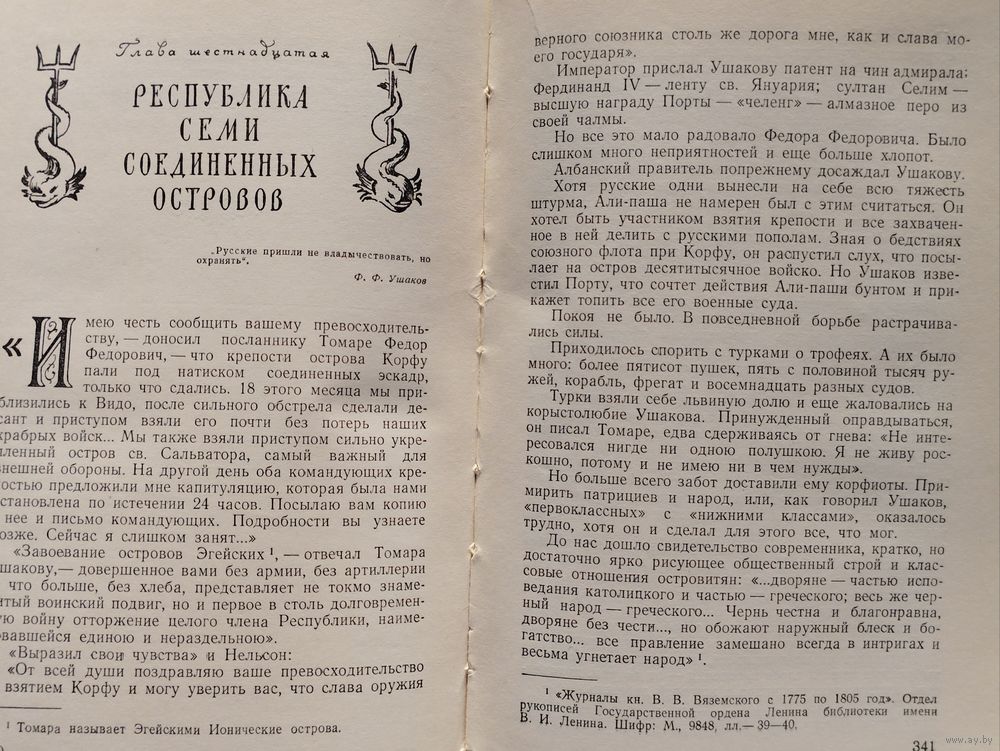 Глава шестнадцатая
РЕСПУБЛИКА
СЕМИ
СОЕДИНЕННЫХ
ОСТРОВОВ
„Русские пришли не владычествовать, но
охранять“.
Ф. Ф. Ушаков
«Имею честь сообщить вашему превосходитель-
ству, — доносил посланнику Томаре Федор
Федорович, — что крепости острова Корфу
пали под натиском соединенных эскадр,
только что сдались. 18 этого месяца мы при-
близились к Видо, после сильного обстрела сделали де-
сант и приступом взяли его почти без потерь наших
храбрых войск... Мы также взяли приступом сильно укре-
пленный остров св. Сальватора, самый важный для
внешней обороны. На другой день оба командующих кре-
постью предложили мне капитуляцию, которая была нами
установлена по истечении 24 часов. Посылаю вам копию
нее и письмо командующих. Подробности вы узнаете
позже. Сейчас я слишком занят...»
«Завоевание островов Эгейских¹, — отвечал Томара
Ушакову,— довершенное вами без армии, без артиллерии
что больше, без хлеба, представляет не токмо знаме-
нитый воинский подвиг, но и первое в столь долговремен-
ную войну отторжение целого члена Республики, наиме-
новавшейся единою и нераздельною».
«Выразил свои чувства» и Нельсон:
«От всей души поздравляю ваше превосходительство
взятием Корфу и могу уверить вас, что слава оружия
¹ Томара называет Эгейскими Ионические острова.
верного союзника столь же дорога мне, как и слава мо-
его государя».
Император прислал Ушакову патент на чин адмирала;
Фердинанд IV — ленту св. Януария; султан Селим —
высшую награду Порты — «челенг» — алмазное перо из
своей чалмы.
Но все это мало радовало Федора Федоровича. Было
слишком много неприятностей и еще больше хлопот.
Албанский правитель попрежнему досаждал Ушакову.
Хотя русские одни вынесли на себе всю тяжесть
штурма, Али-паша не намерен был с этим считаться. Он
хотел быть участником взятия крепости и все захвачен-
ное в ней делить с русскими пополам. Зная о бедствиях
союзного флота при Корфу, он распустил слух, что посы-
лает на остров десятитысячное войско. Но Ушаков изве-
стил Порту, что сочтет действия Али-паши бунтом и при-
кажет топить все его военные суда.
Покоя не было. В повседневной борьбе растрачива-
лись силы.
Приходилось спорить с турками о трофеях. А их было
много: более пятисот пушек, пять с половиной тысяч ру-
жей, корабль, фрегат и восемнадцать разных судов.
Турки взяли себе львиную долю и еще жаловались на
корыстолюбие Ушакова. Принужденный оправдываться,
он писал Томаре, едва сдерживаясь от гнева: «Не инте-
ресовался нигде ни одною полушкою. Я не живу рос-
кошно, потому и не имею ни в чем нужды».
Но больше всего забот доставили ему корфиоты. При-
мирить патрициев и народ, или, как говорил Ушаков,
«первоклассных» с «нижними классами», оказалось
трудно, хотя он и сделал для этого все, что мог.
До нас дошло свидетельство современника, кратко, но
достаточно ярко рисующее общественный строй и клас-
совые отношения островитян: «...дворяне — частью испо-
ведания католицкого и частью — греческого; весь же чер-
ный народ — греческого... Чернь честна и благонравна,
дворяне без чести..., но обожают наружный блеск и бо-
гатство... все правление замешано всегда в интригах и
весьма угнетает народ»¹.
¹ «Журналы кн. В. В. Вяземского с 1775 по 1805 год». Отдел
рукописей Государственной ордена Ленина библиотеки имени
В. И. Ленина. Шифр: М., 9848, лл.— 39—40.
341
www.ay.by